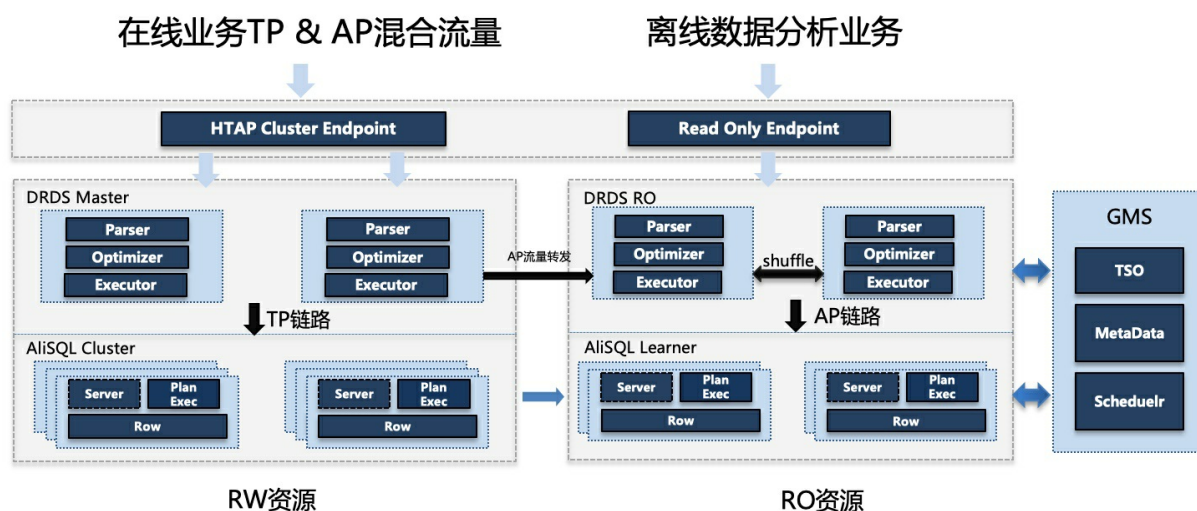 在线业务TP & AP混合流量
离线数据分析业务
HTAP Cluster Endpoint
Read Only Endpoint
DRDS Master
Parser
Optimizer
Executor
Parser
Optimizer
Executor
AP流量转发
DRDS RO
Parser
Optimizer
Executor
shuffle
Parser
Optimizer
Executor
TP链路
AP链路
AliSQL Cluster
Server
Plan
Exec
Row
Server
Plan
Exec
Row
AliSQL Learner
Server
Plan
Exec
Row
Server
Plan
Exec
Row
GMS
TSO
MetaData
Scheduelr
RW资源
RO资源